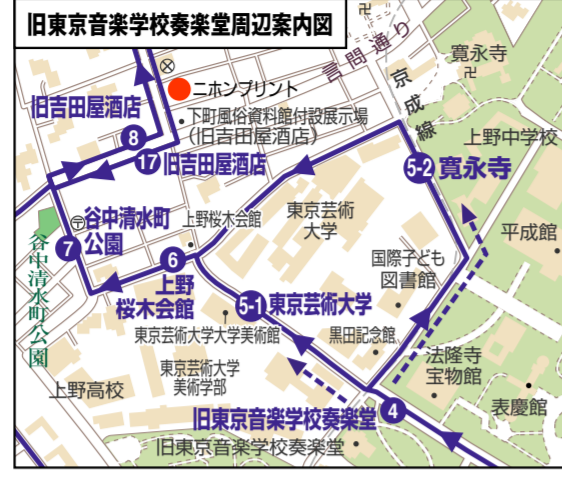 旧東京音楽学校奏楽堂周辺案内図
卍
言問通り
寛永寺
卍
京成線
ニホンプリント
旧吉田屋酒店
下町風俗資料館付設展示場
(旧吉田屋酒店)
上野中学校
8
17 旧吉田屋酒店
5-2 寛永寺
〒
谷中清水町
公園
7
上野桜木会館
東京芸術
大学
平成館
谷中清水町公園
6
上野
桜木会館
国際子ども
図書館
5-1 東京芸術大学
東京芸術大学大学美術館
黒田記念館
東京芸術大学
美術学部
法隆寺
宝物館
上野高校
表慶館
旧東京音楽学校奏楽堂 4
旧東京音楽学校奏楽堂